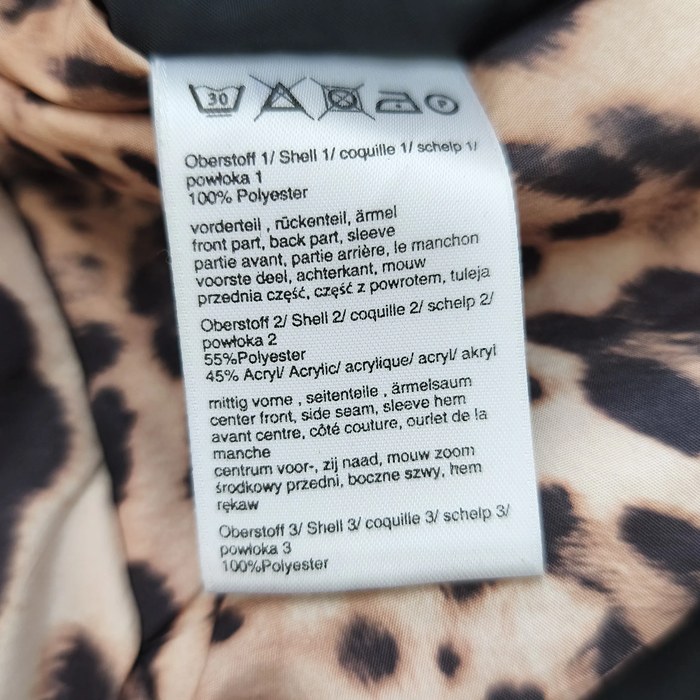 30
P
Oberstoff 1/ Shell 1/ coquille 1/ schelp 1/
powłoka 1
100% Polyester
vorderteil , rückenteil, ärmel
front part, back part, sleeve
partie avant, partie arrière, le manchon
voorste deel, achterkant, mouw
przednia część, część z powrotem, tuleja
Oberstoff 2/ Shell 2/ coquille 2/ schelp 2/
powłoka 2
55%Polyester
45% Acryl/ Acrylic/ acrylique/ acryl/ akryl
mittig vorne , seitenteile , ärmelsaum
center front, side seam, sleeve hem
avant centre, côté couture, ourlet de la
manche
centrum voor-, zij naad, mouw zoom
środkowy przedni, boczne szwy, hem
rękaw
Oberstoff 3/ Shell 3/ coquille 3/ schelp 3/
powłoka 3
100%Polyester